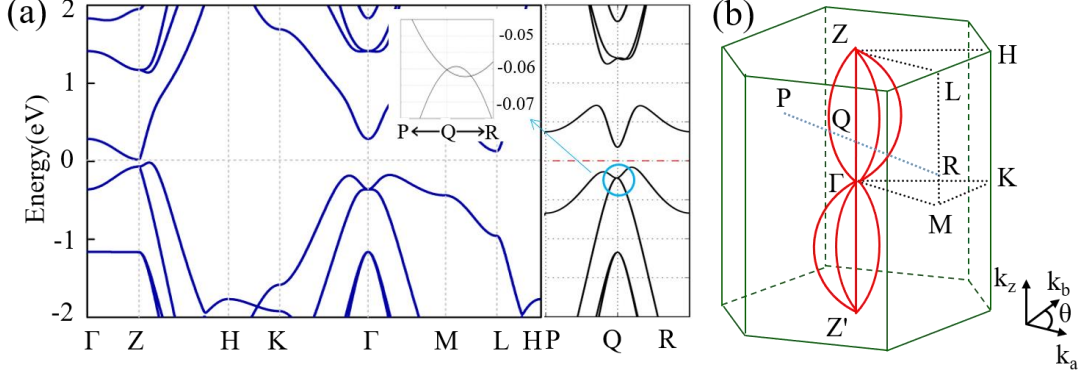 (a)
Energy(eV)
2
1
0
-1
-2
-0.05
-0.06
-0.07
P Q R
Γ Z H K Γ M L H P Q R
(b)
Z
H
P
L
Q
R
Γ
K
M
Z'
k_z
k_b
θ
k_a